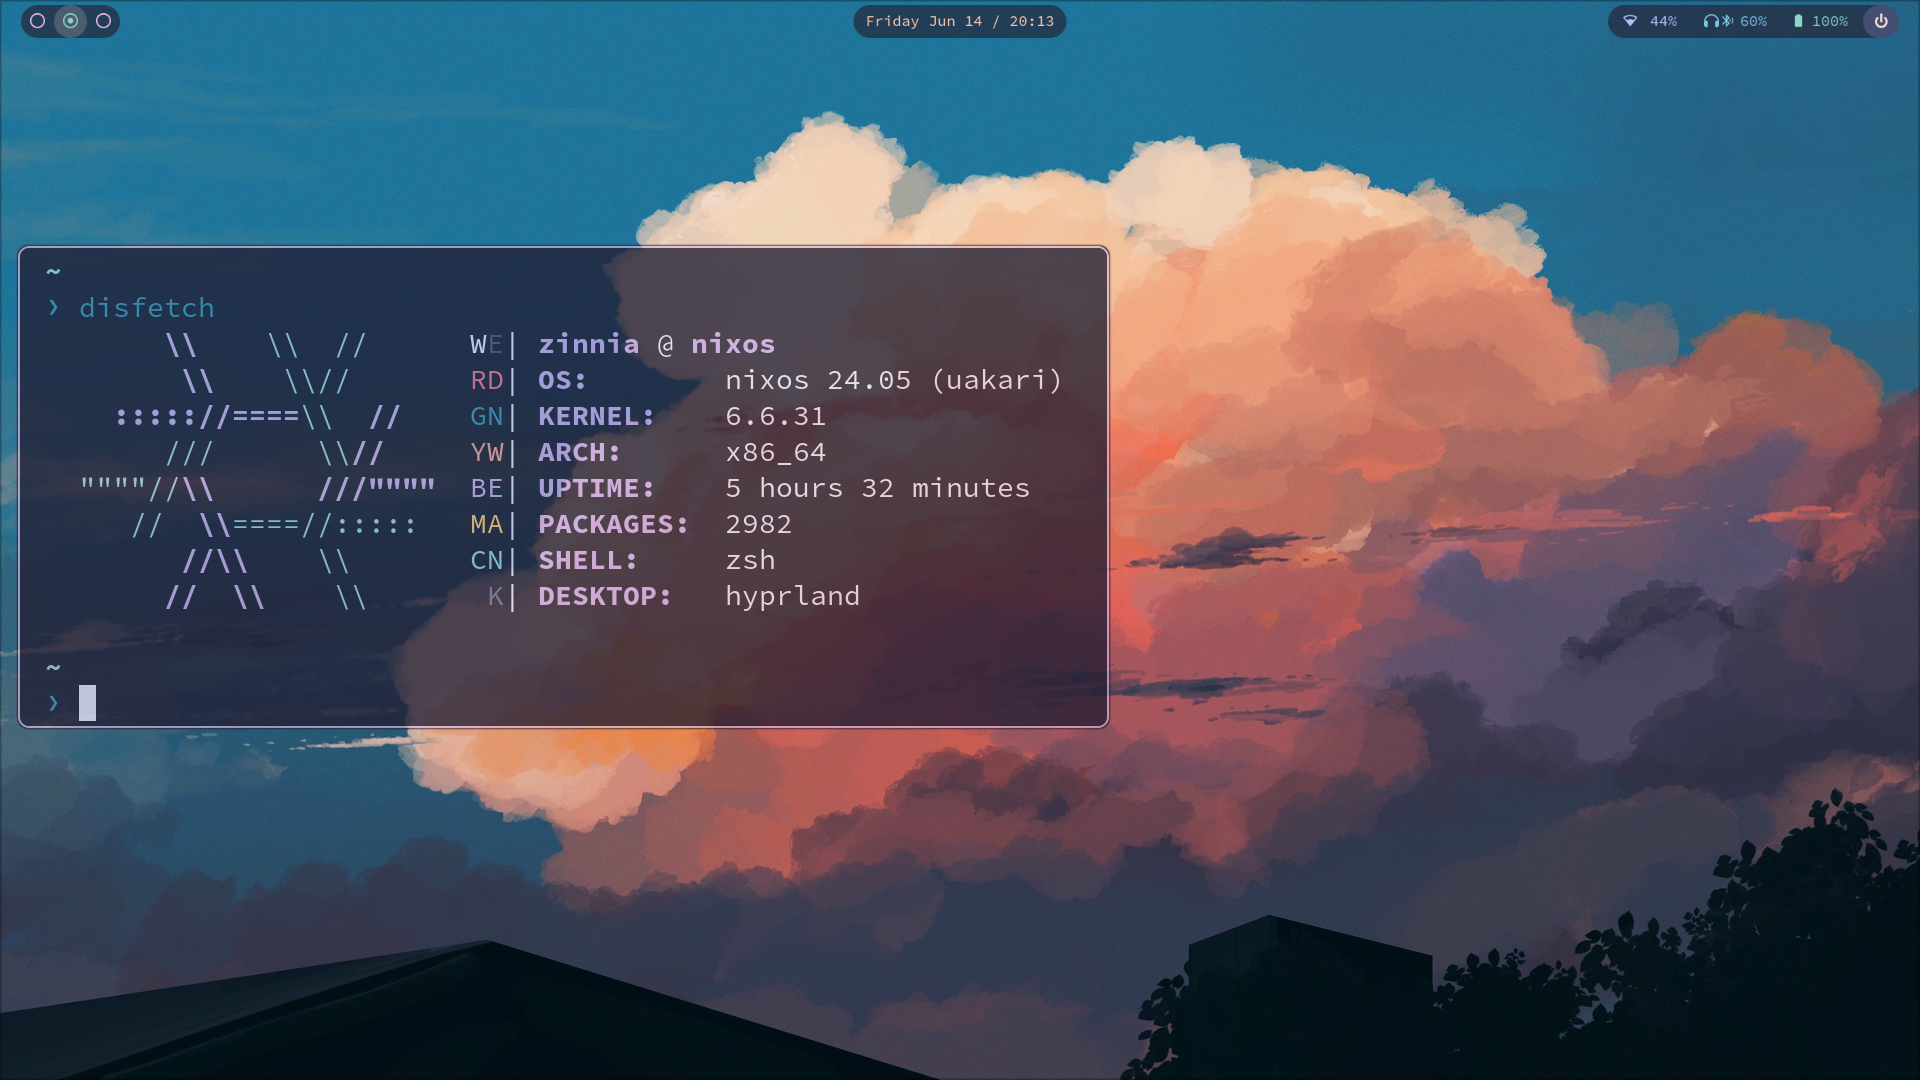 Friday Jun 14 / 20:13
44% 60% 100%
~
❯ disfetch
      \\     \\   //       WE| zinnia @ nixos
       \\     \\//        RD| OS:        nixos 24.05 (uakari)
   ::::://====\\  //     GN| KERNEL:    6.6.31
      ///       \\//      YW| ARCH:      x86_64
""""//\\       ///""""   BE| UPTIME:    5 hours 32 minutes
    //   \\====//:::::    MA| PACKAGES:  2982
       //\\     \\        CN| SHELL:     zsh
      //   \\     \\        K| DESKTOP:   hyprland
~
❯